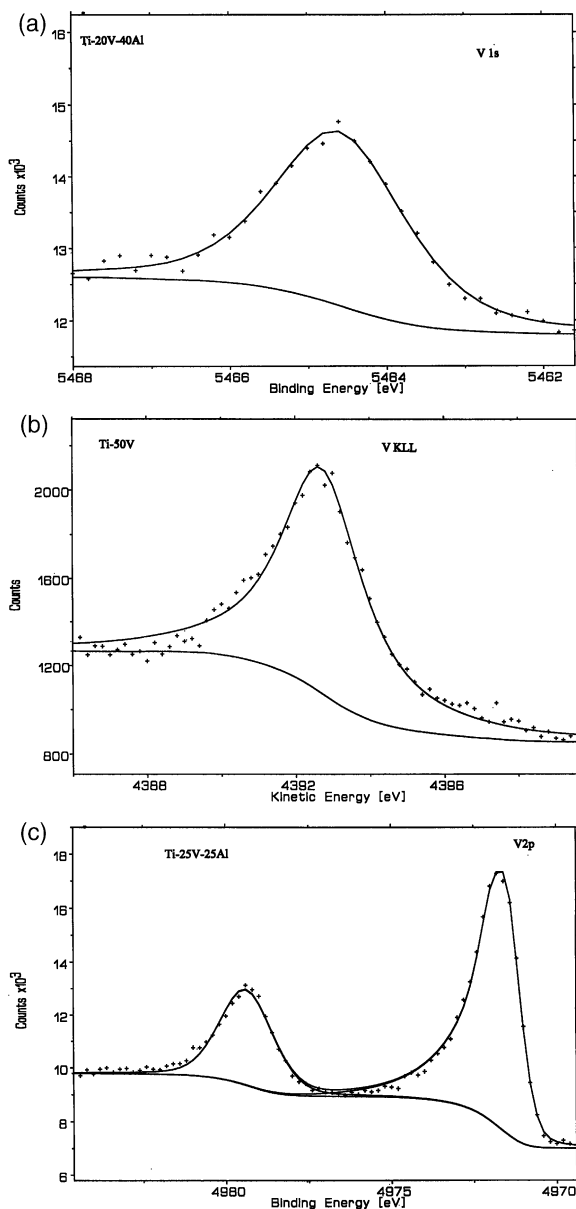 (a)
Ti-20V-40Al
V 1s
16
15
14
13
12
Counts x10³
5468 5466 5464 5462
Binding Energy [eV]
(b)
Ti-50V
V KLL
2000
1600
1200
800
Counts
4388 4392 4396
Kinetic Energy [eV]
(c)
Ti-25V-25Al
V2p
18
16
14
12
10
8
6
Counts x10³
4980 4975 4970
Binding Energy [eV]